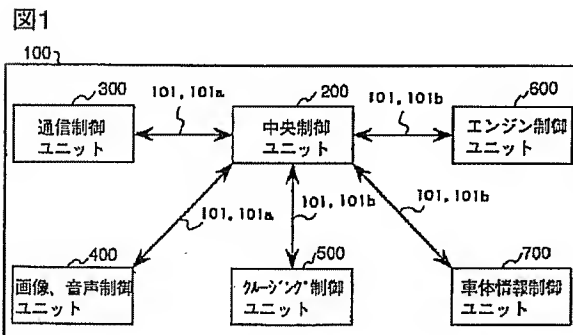 図1
100
300
101, 101a
200
101, 101b
600
通信制御
ユニット
中央制御
ユニット
エンジン制御
ユニット
101, 101a
101, 101b
101, 101b
400
500
700
画像、音声制御
ユニット
クルージング制御
ユニット
車体情報制御
ユニット